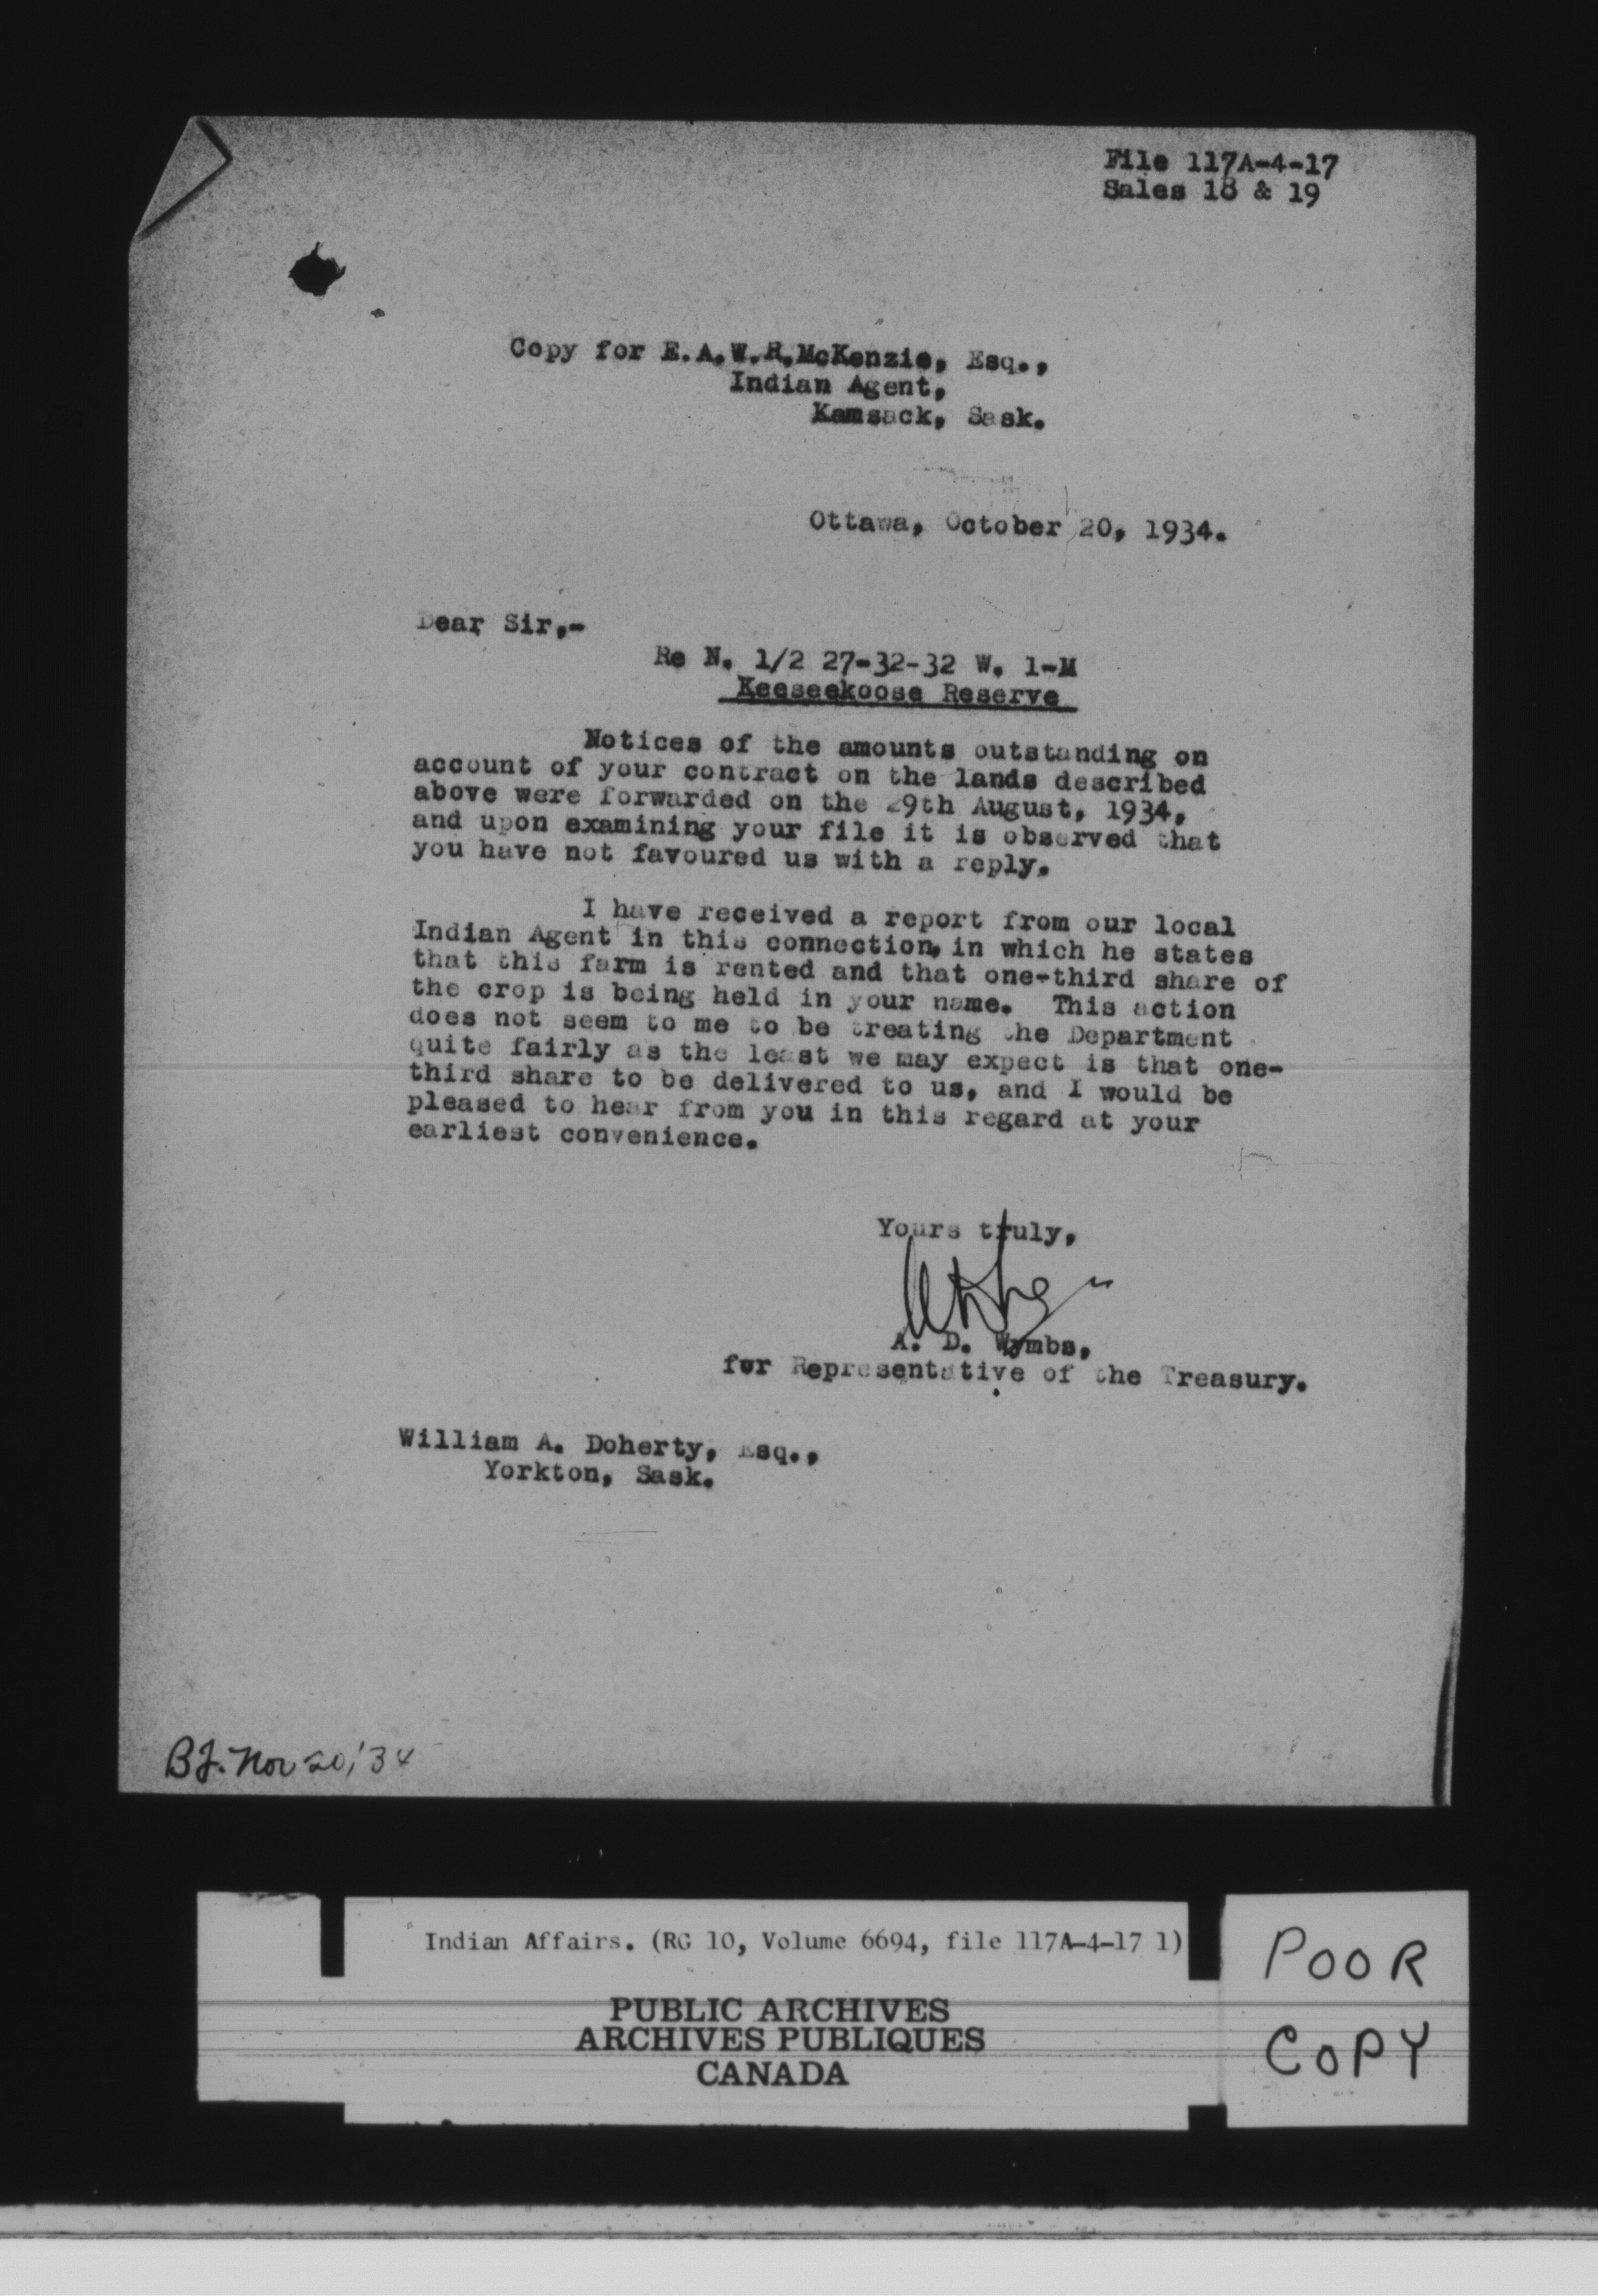 File 117A-4-17
Sales 18 & 19
Copy for E.A.W.R.McKenzie, Esq.,
Indian Agent,
Kamsack, Sask.
Ottawa, October 20, 1934.
Dear Sir,-
Re N. 1/2 27-32-32 W. 1-M
Keeseekoose Reserve
Notices of the amounts outstanding on
account of your contract on the lands described
above were forwarded on the 29th August, 1934,
and upon examining your file it is observed that
you have not favoured us with a reply.
I have received a report from our local
Indian Agent in this connection, in which he states
that this farm is rented and that one-third share of
the crop is being held in your name. This action
does not seem to me to be treating the Department
quite fairly as the least we may expect is that one-
third share to be delivered to us, and I would be
pleased to hear from you in this regard at your
earliest convenience.
Yours truly,
A. D. Wymbs,
for Representative of the Treasury.
William A. Doherty, Esq.,
Yorkton, Sask.
B.F. Nov 20/34
Indian Affairs. (RG 10, Volume 6694, file 117A-4-17 1)
PUBLIC ARCHIVES
ARCHIVES PUBLIQUES
CANADA
POOR
COPY